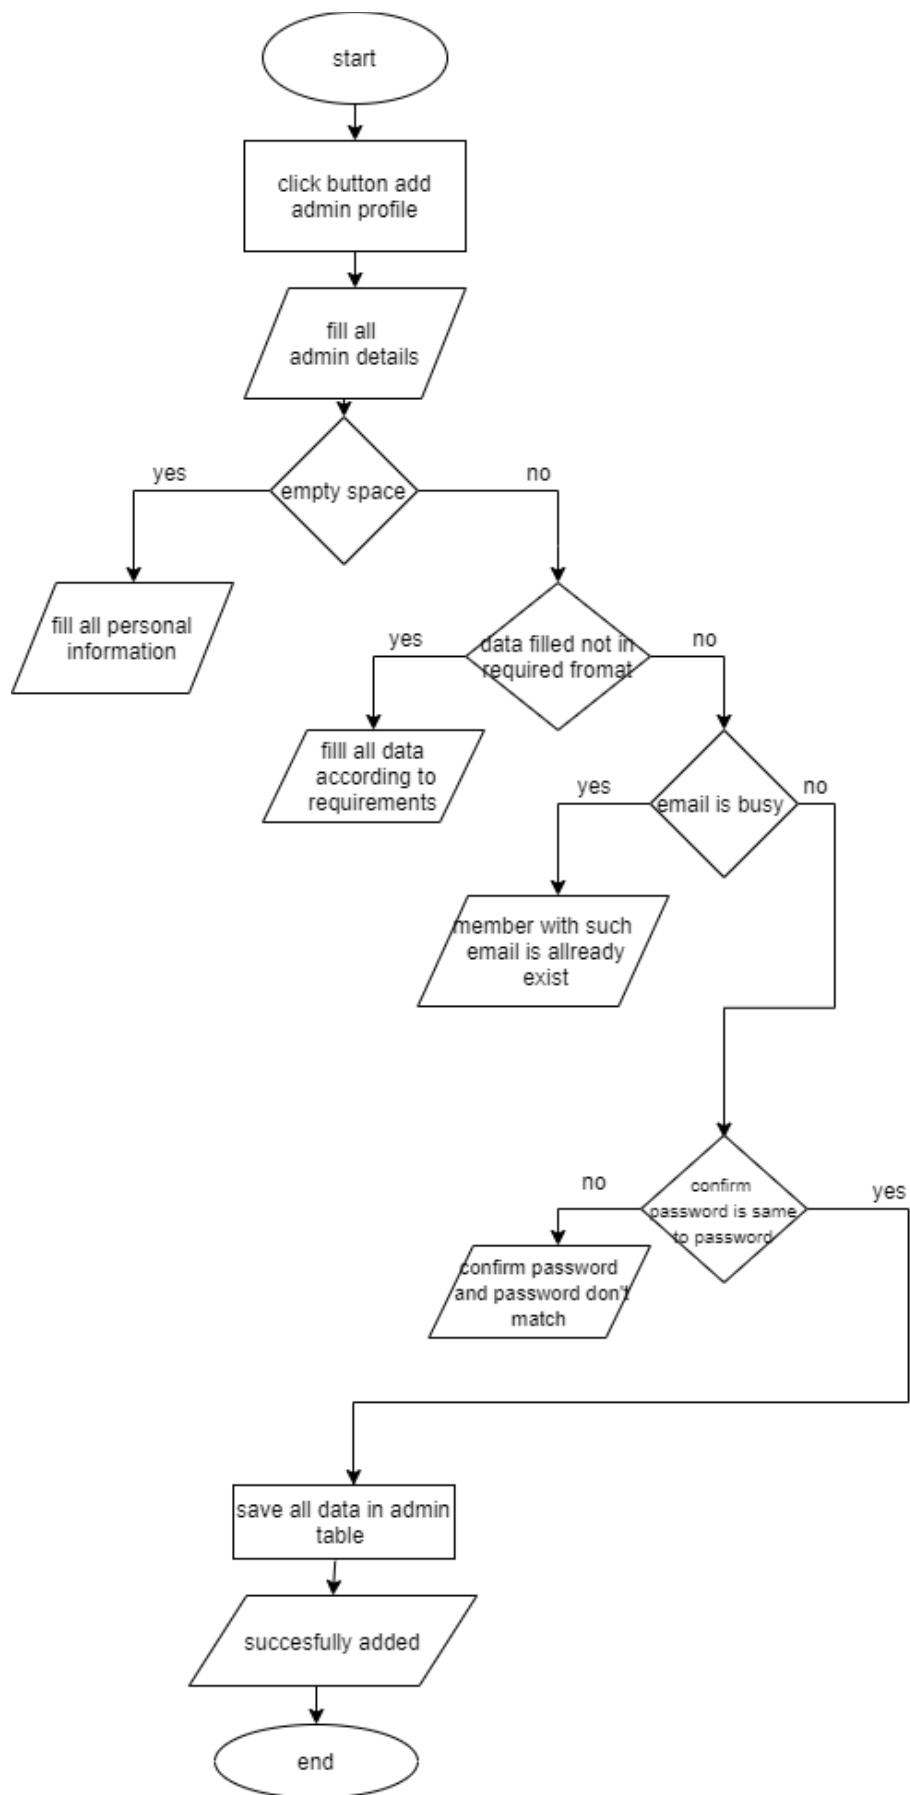 start
click button add
admin profile
fill all
admin details
yes
no
empty space
fill all personal
information
yes
no
data filled not in
required fromat
filll all data
according to
requirements
yes
no
email is busy
member with such
email is allready
exist
no
yes
confirm
password is same
to password
confirm password
and password don't
match
save all data in admin
table
succesfully added
end